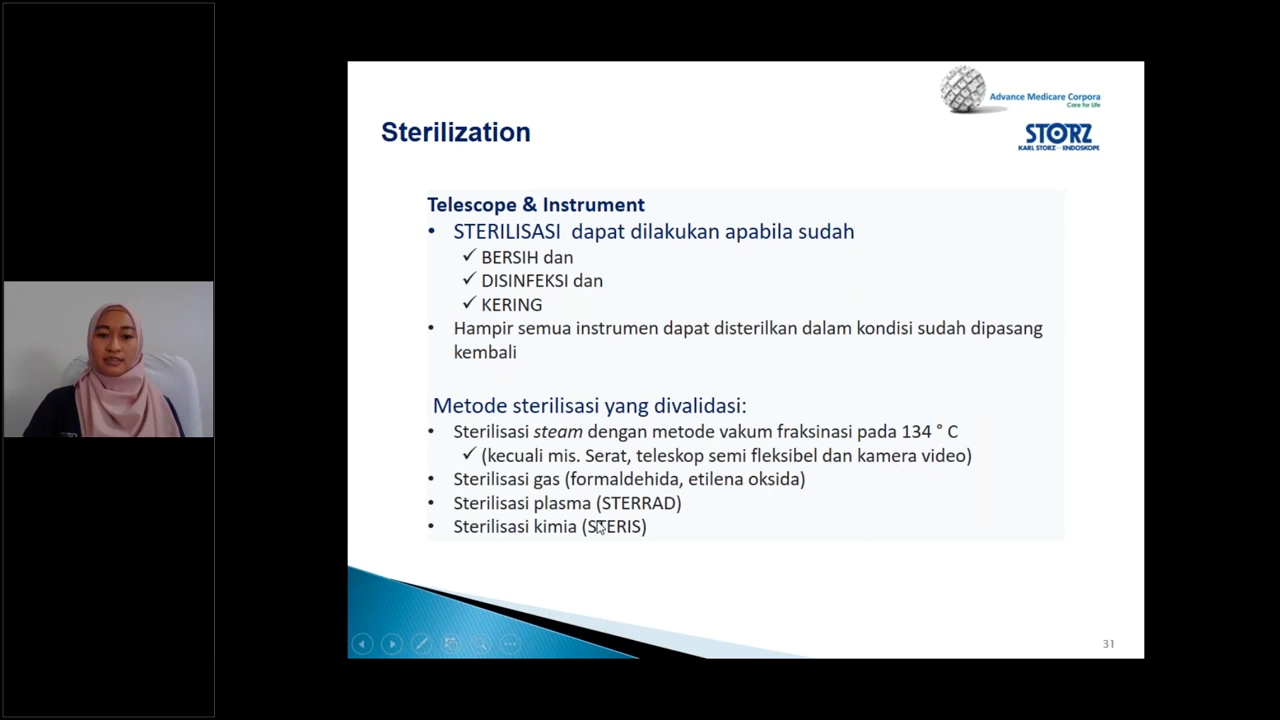 Advance Medicare Corpora
Care for Life
Sterilization
STORZ
KARL STORZ - ENDOSKOPE
Telescope & Instrument
• STERILISASI dapat dilakukan apabila sudah
✓ BERSIH dan
✓ DISINFEKSI dan
✓ KERING
• Hampir semua instrumen dapat disterilkan dalam kondisi sudah dipasang
kembali
Metode sterilisasi yang divalidasi:
• Sterilisasi steam dengan metode vakum fraksinasi pada 134 ° C
✓ (kecuali mis. Serat, teleskop semi fleksibel dan kamera video)
• Sterilisasi gas (formaldehida, etilena oksida)
• Sterilisasi plasma (STERRAD)
• Sterilisasi kimia (STERIS)
31